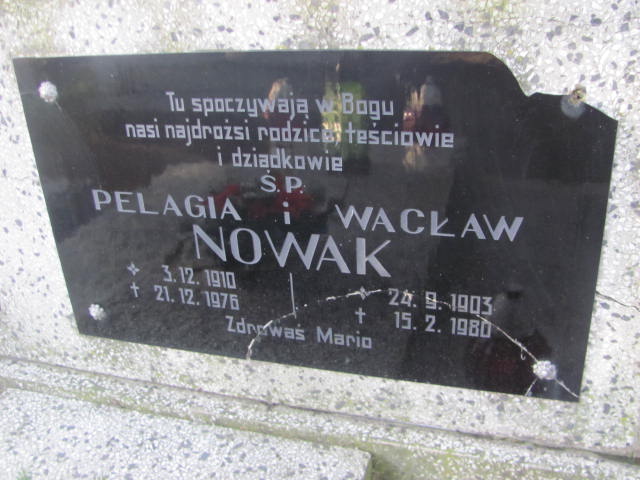 Tu spoczywają w Bogu
nasi najdrożsi rodzice, teściowie
i dziadkowie
Ś.P.
PELAGIA i WACŁAW
NOWAK
3.12.1910 24.9.1903
✝ 21.12.1976 ✝ 15.2.1980
Zdrowaś Mario